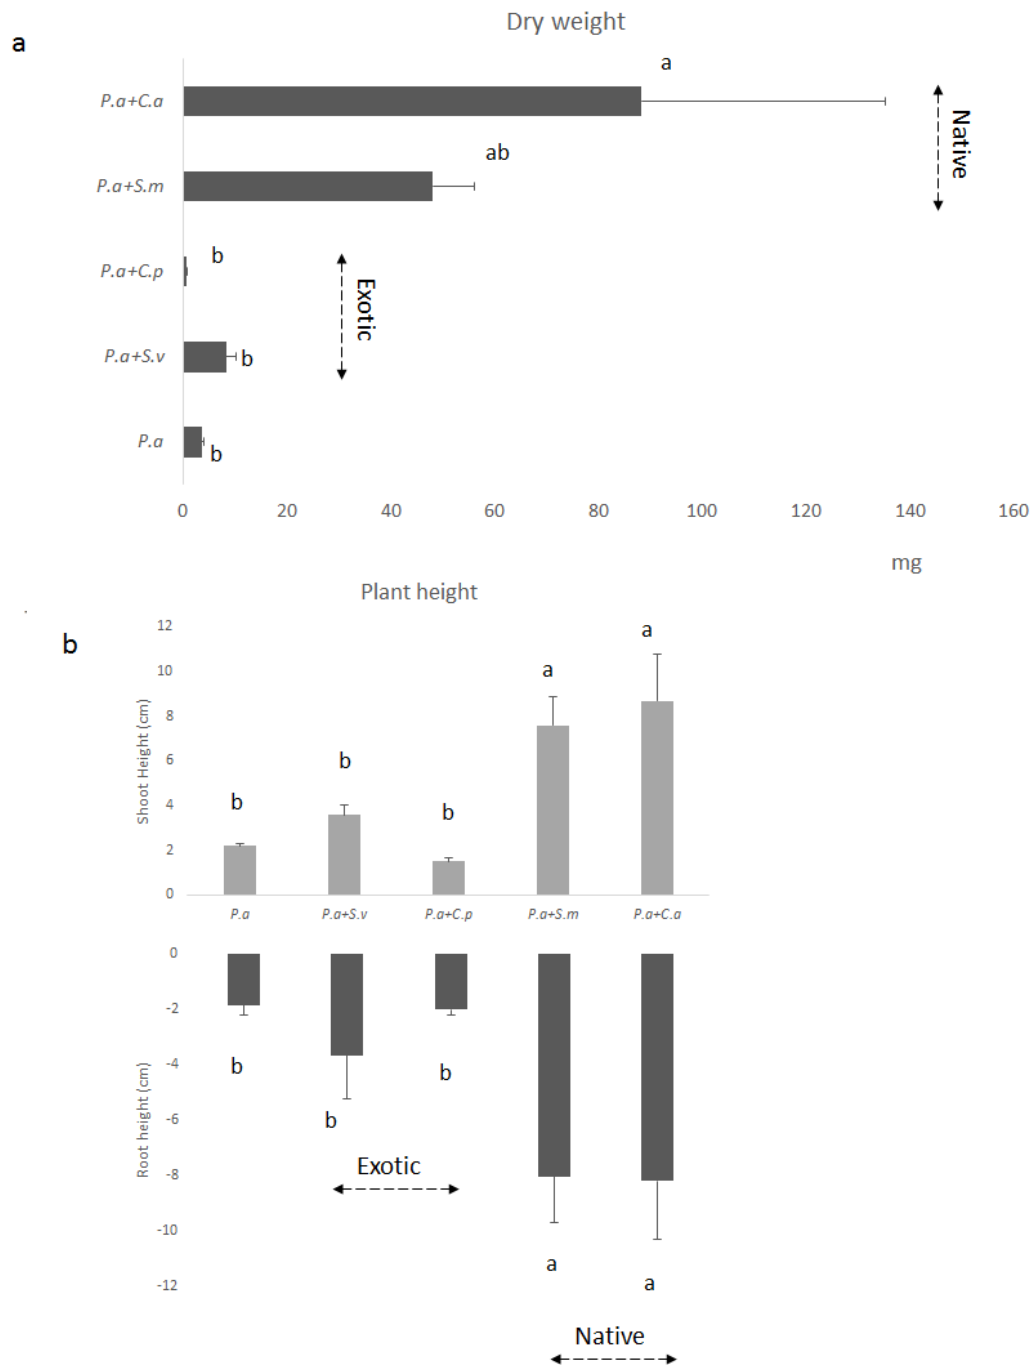 Dry weight
a
a
P.a+C.a
Native
ab
P.a+S.m
b
P.a+C.p
Exotic
P.a+S.v
b
P.a
b
0 20 40 60 80 100 120 140 160
mg
Plant height
b
12
10
8
6
4
2
0
Shoot Height (cm)
b
b
b
a
a
P.a P.a+S.v P.a+C.p P.a+S.m P.a+C.a
0
-2
-4
-6
-8
-10
-12
Root height (cm)
b
b
b
a
a
Exotic
Native